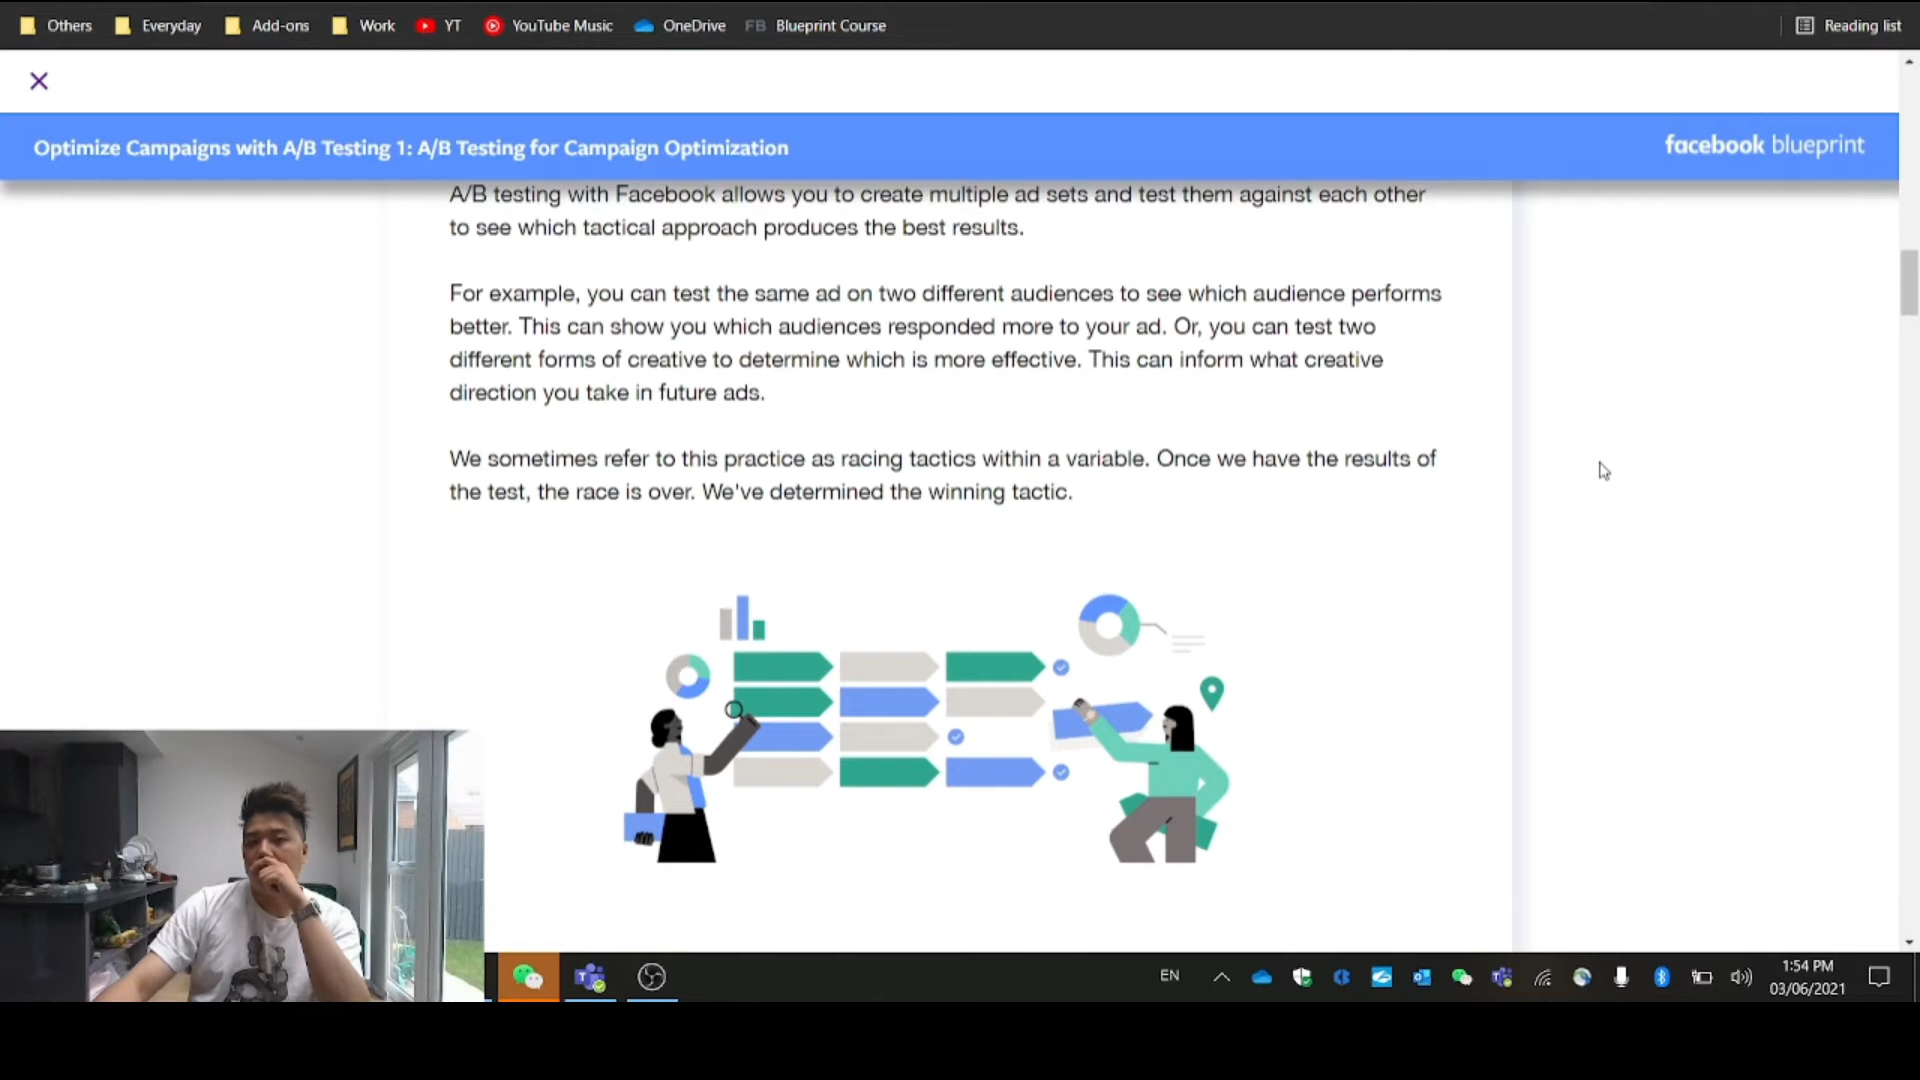 Others Everyday Add-ons Work YT YouTube Music OneDrive FB Blueprint Course Reading list
Optimize Campaigns with A/B Testing 1: A/B Testing for Campaign Optimization facebook blueprint
A/B testing with Facebook allows you to create multiple ad sets and test them against each other
to see which tactical approach produces the best results.
For example, you can test the same ad on two different audiences to see which audience performs
better. This can show you which audiences responded more to your ad. Or, you can test two
different forms of creative to determine which is more effective. This can inform what creative
direction you take in future ads.
We sometimes refer to this practice as racing tactics within a variable. Once we have the results of
the test, the race is over. We've determined the winning tactic.
EN 1:54 PM
03/06/2021